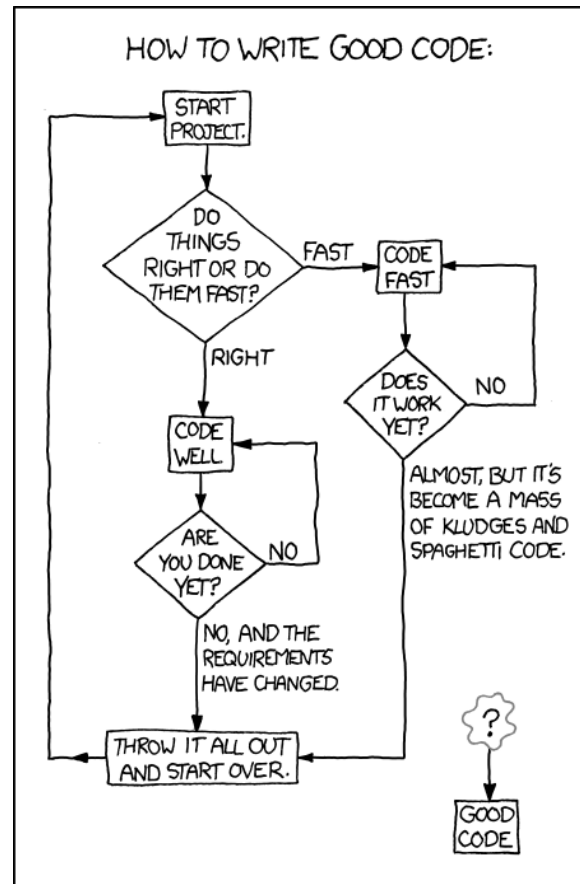 HOW TO WRITE GOOD CODE:
START
PROJECT.
DO
THINGS
RIGHT OR DO
THEM FAST?
FAST
CODE
FAST
RIGHT
DOES
IT WORK
YET?
NO
CODE
WELL
ALMOST, BUT IT'S
BECOME A MASS
OF KLUDGES AND
SPAGHETTI CODE.
ARE
YOU DONE
YET?
NO
NO, AND THE
REQUIREMENTS
HAVE CHANGED.
THROW IT ALL OUT
AND START OVER.
?
GOOD
CODE